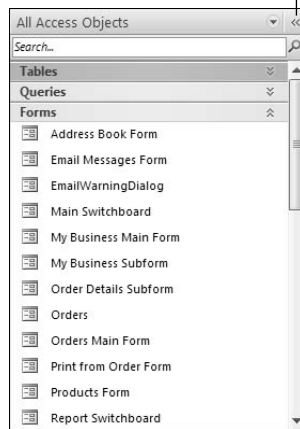 All Access Objects
Search...
Tables
Queries
Forms
Address Book Form
Email Messages Form
EmailWarningDialog
Main Switchboard
My Business Main Form
My Business Subform
Order Details Subform
Orders
Orders Main Form
Print from Order Form
Products Form
Report Switchboard